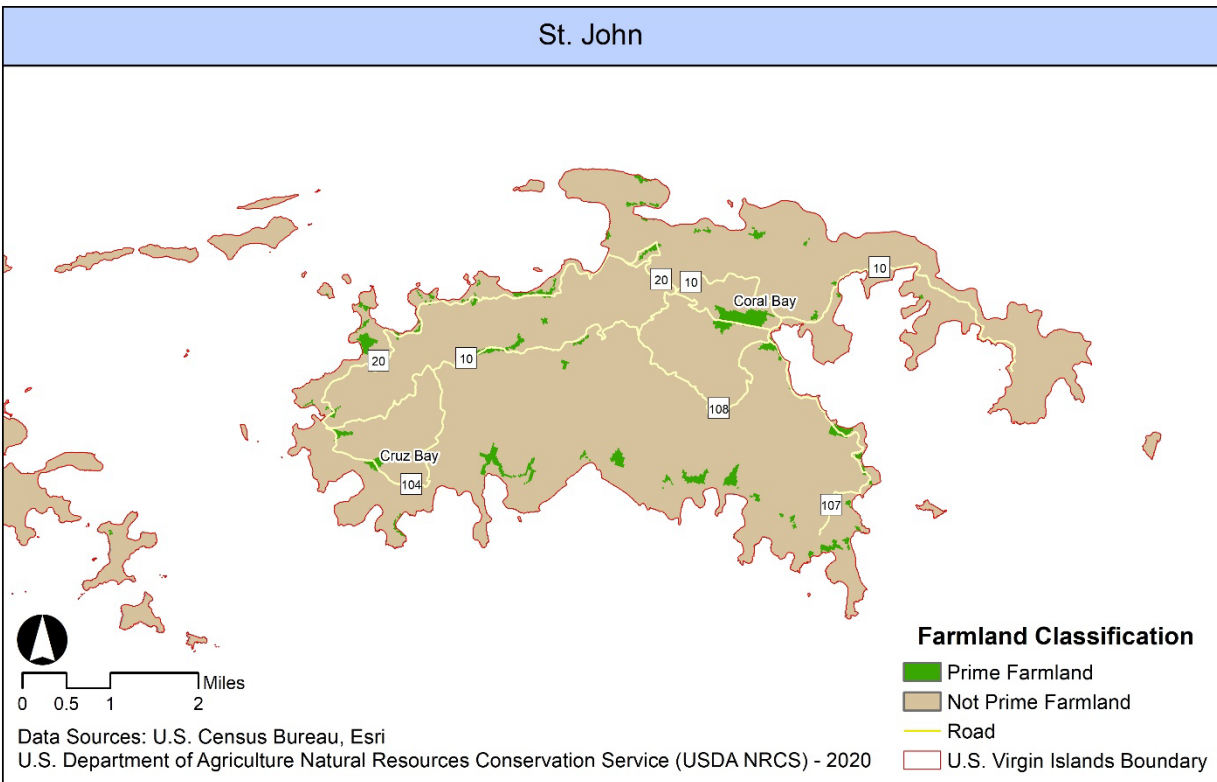 St. John
10
20
10
Coral Bay
20
10
108
Cruz Bay
104
107
Farmland Classification
Prime Farmland
Not Prime Farmland
Road
U.S. Virgin Islands Boundary
Miles
0 0.5 1 2
Data Sources: U.S. Census Bureau, Esri
U.S. Department of Agriculture Natural Resources Conservation Service (USDA NRCS) - 2020